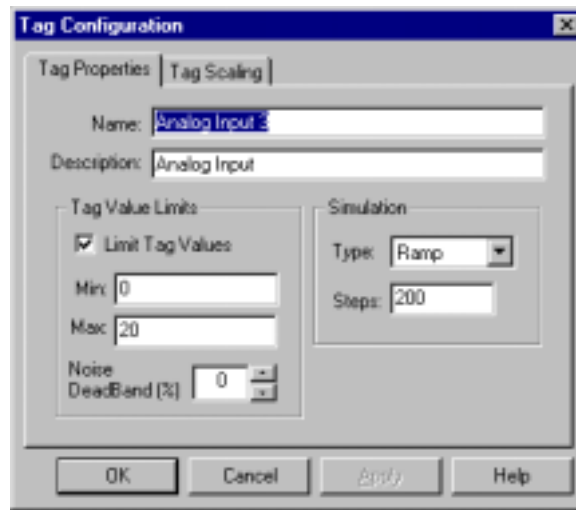 Tag Configuration
Tag Properties Tag Scaling
Name: Analog Input 3
Description: Analog Input
Tag Value Limits
Limit Tag Values
Min: 0
Max: 20
Noise
DeadBand (%) 0
Simulation
Type: Ramp
Steps: 200
OK Cancel Apply Help